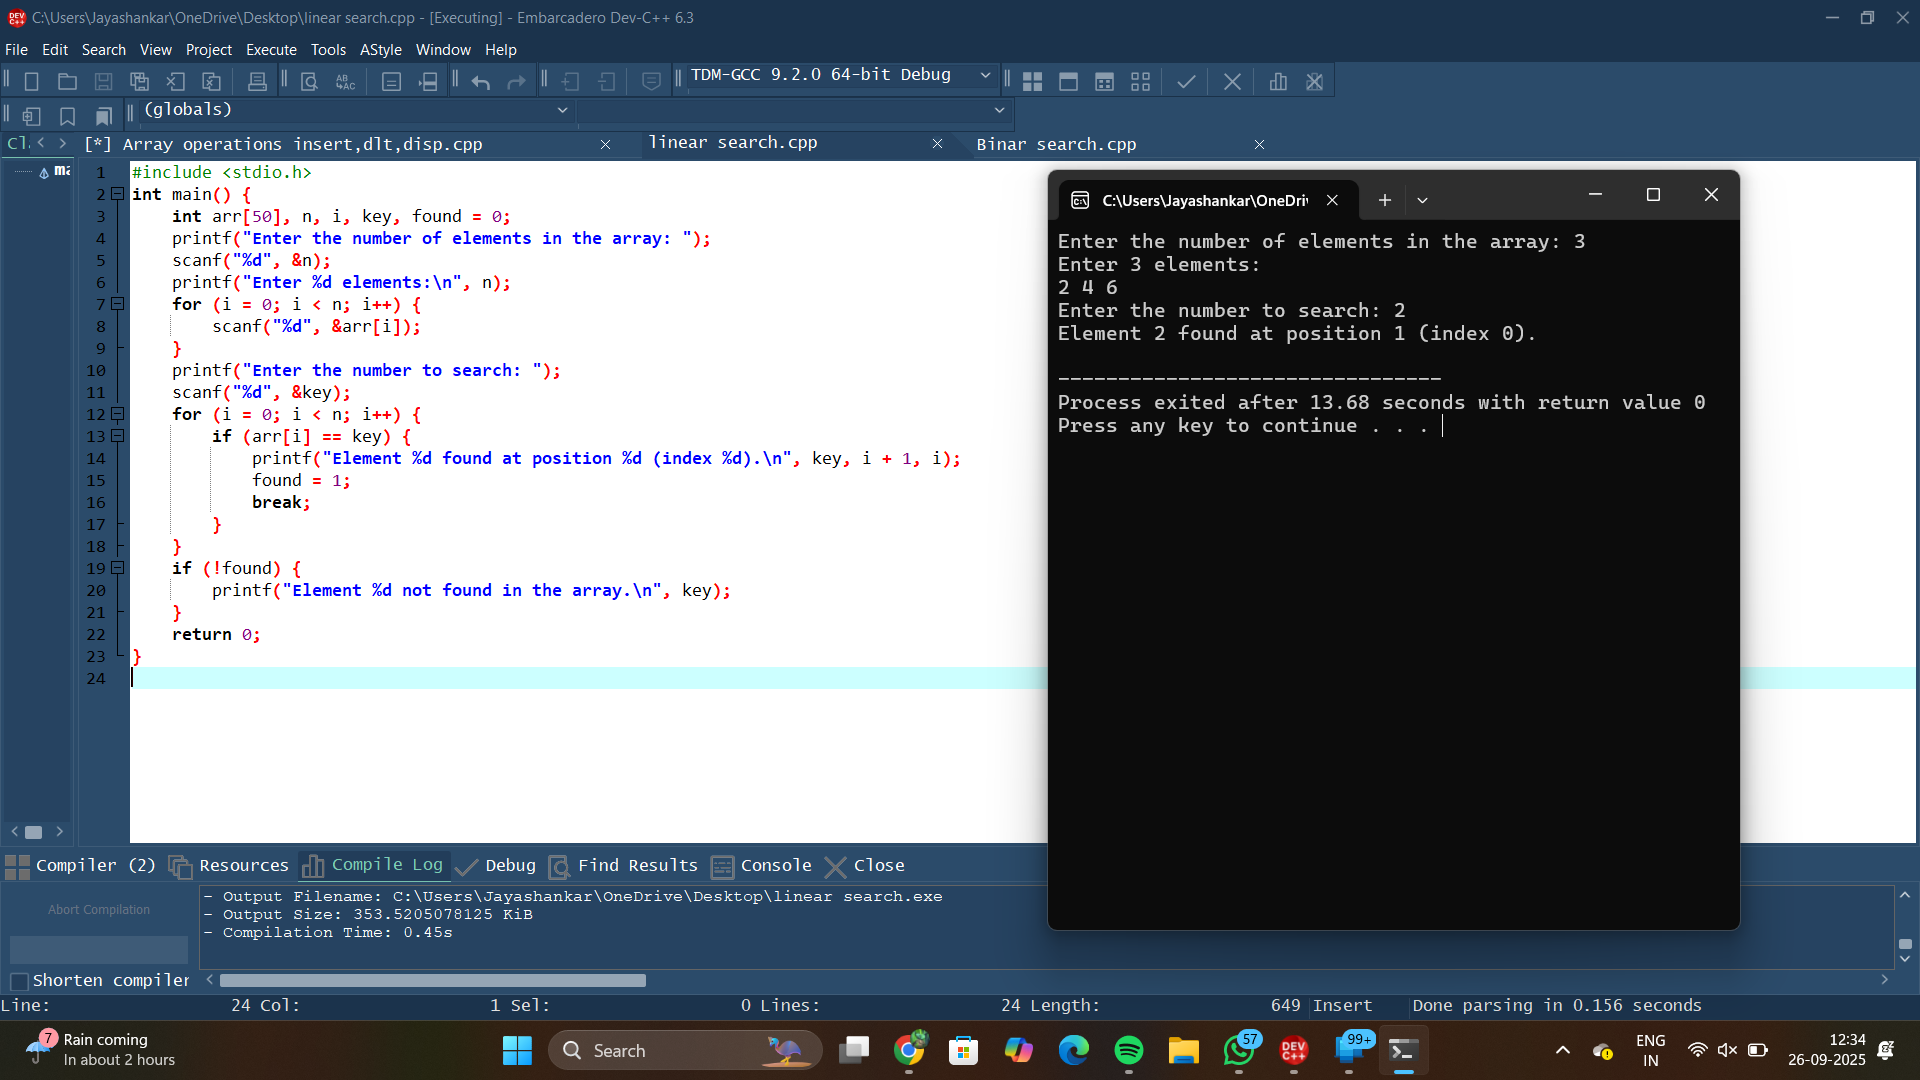 C:\Users\Jayashankar\OneDrive\Desktop\linear search.cpp - [Executing] - Embarcadero Dev-C++ 6.3
File Edit Search View Project Execute Tools AStyle Window Help
TDM-GCC 9.2.0 64-bit Debug
(globals)
[*] Array operations insert,dlt,disp.cpp
linear search.cpp
Binar search.cpp
1 #include <stdio.h>
2 int main() {
3 int arr[50], n, i, key, found = 0;
4 printf("Enter the number of elements in the array: ");
5 scanf("%d", &n);
6 printf("Enter %d elements:\n", n);
7 for (i = 0; i < n; i++) {
8 scanf("%d", &arr[i]);
9 }
10 printf("Enter the number to search: ");
11 scanf("%d", &key);
12 for (i = 0; i < n; i++) {
13 if (arr[i] == key) {
14 printf("Element %d found at position %d (index %d).\n", key, i + 1, i);
15 found = 1;
16 break;
17 }
18 }
19 if (!found) {
20 printf("Element %d not found in the array.\n", key);
21 }
22 return 0;
23 }
24
C:\Users\Jayashankar\OneDri
Enter the number of elements in the array: 3
Enter 3 elements:
2 4 6
Enter the number to search: 2
Element 2 found at position 1 (index 0).
--------------------------------
Process exited after 13.68 seconds with return value 0
Press any key to continue . . .
Compiler (2) Resources Compile Log Debug Find Results Console Close
Abort Compilation
- Output Filename: C:\Users\Jayashankar\OneDrive\Desktop\linear search.exe
- Output Size: 353.5205078125 KiB
- Compilation Time: 0.45s
Shorten compiler
Line: 24 Col: 1 Sel: 0 Lines: 24 Length: 649 Insert Done parsing in 0.156 seconds
7
Rain coming
In about 2 hours
Search
DEV C++
57
99+
ENG
IN
12:34
26-09-2025